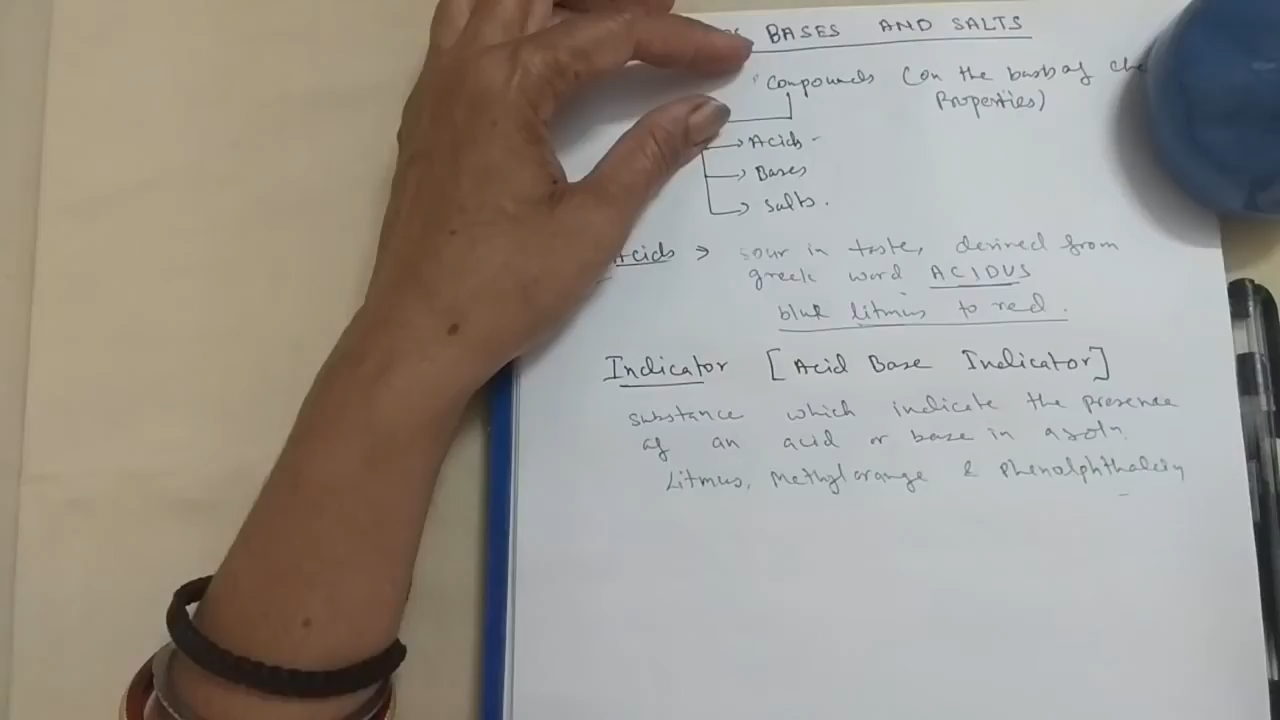 BASES AND SALTS
Compounds (on the basis of che
Properties)
→ Acids -
→ Bases
→ Salts.
Acids → sour in taste, derived from
greek word ACIDUS
blue litmus to red.
Indicator [Acid Base Indicator]
substance which indicate the presence
of an acid or base in a soln.
Litmus, Methyl orange & Phenolphthalein